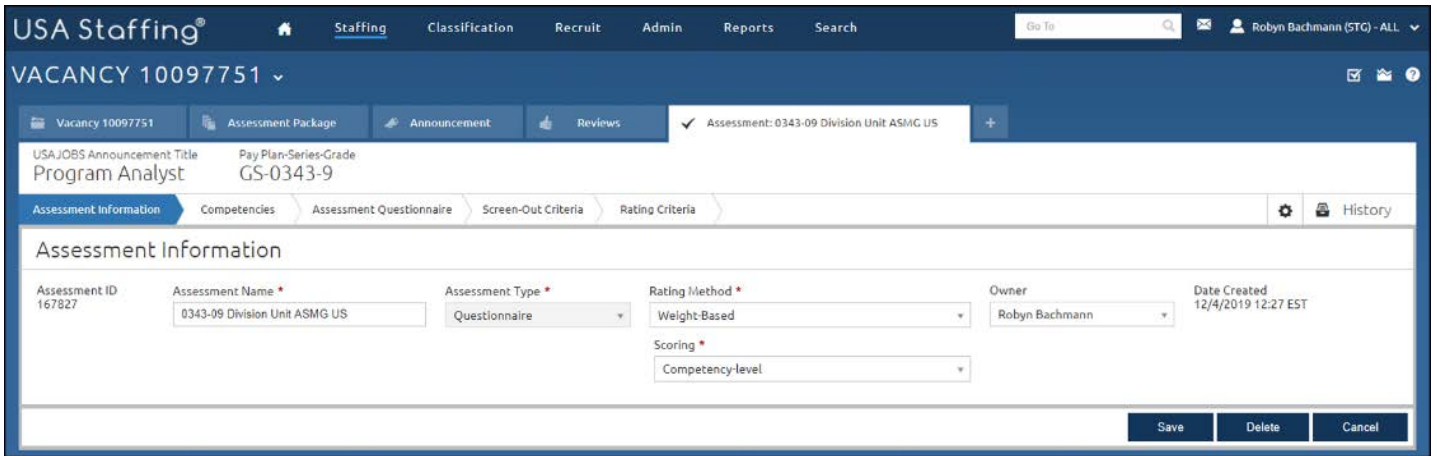 USA Staffing®
Staffing
Classification
Recruit
Admin
Reports
Search
Go To
Robyn Bachmann (STG) - ALL
VACANCY 10097751
Vacancy 10097751
Assessment Package
Announcement
Reviews
Assessment: 0343-09 Division Unit ASMG US
+
USAJOBS Announcement Title
Pay Plan-Series-Grade
Program Analyst
GS-0343-9
Assessment Information
Competencies
Assessment Questionnaire
Screen-Out Criteria
Rating Criteria
History
Assessment Information
Assessment ID
167827
Assessment Name *
0343-09 Division Unit ASMG US
Assessment Type *
Questionnaire
Rating Method *
Weight-Based
Scoring *
Competency-level
Owner
Robyn Bachmann
Date Created
12/4/2019 12:27 EST
Save
Delete
Cancel